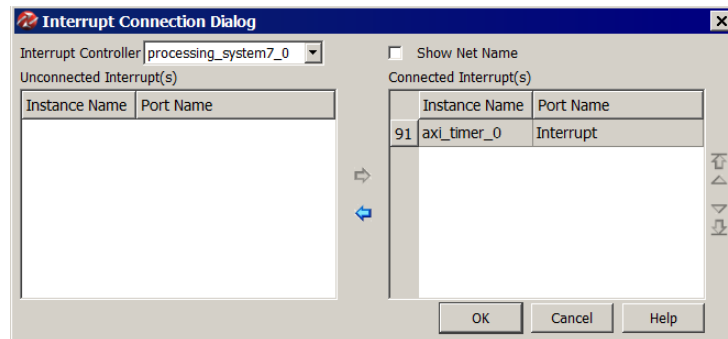 Interrupt Connection Dialog
Interrupt Controller processing_system7_0
Show Net Name
Unconnected Interrupt(s)
Connected Interrupt(s)
Instance Name Port Name
Instance Name Port Name
91 axi_timer_0 Interrupt
OK Cancel Help